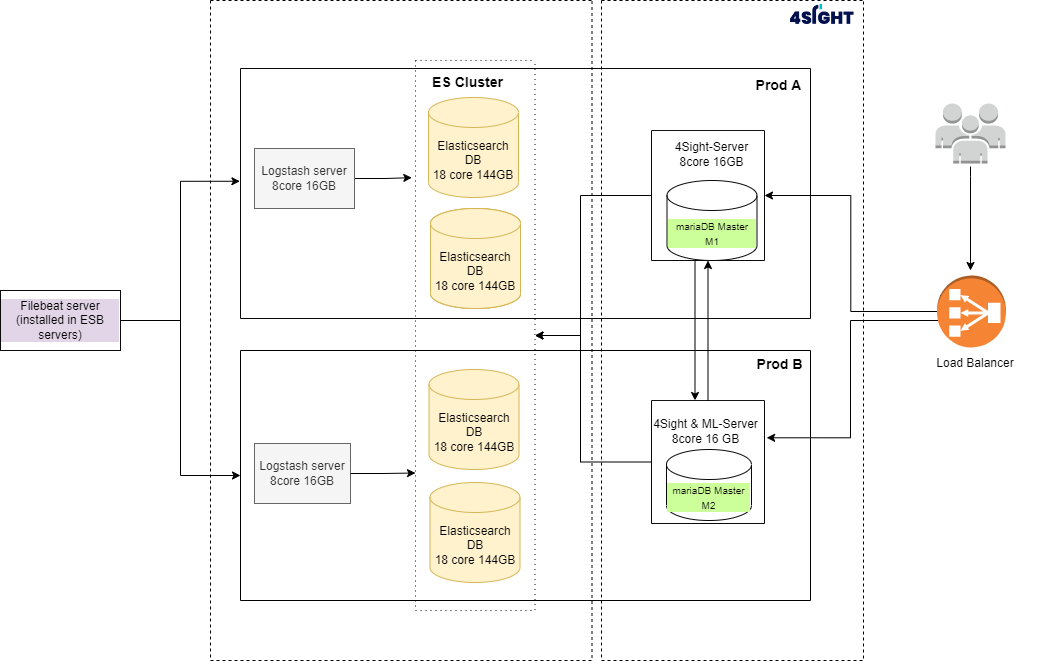 4SIGHT
ES Cluster
Prod A
Elasticsearch
DB
18 core 144GB
4Sight-Server
8core 16GB
Logstash server
8core 16GB
mariaDB Master
M1
Elasticsearch
DB
18 core 144GB
Filebeat server
(installed in ESB
servers)
Load Balancer
Prod B
Elasticsearch
DB
18 core 144GB
4Sight & ML-Server
8core 16 GB
Logstash server
8core 16GB
mariaDB Master
M2
Elasticsearch
DB
18 core 144GB